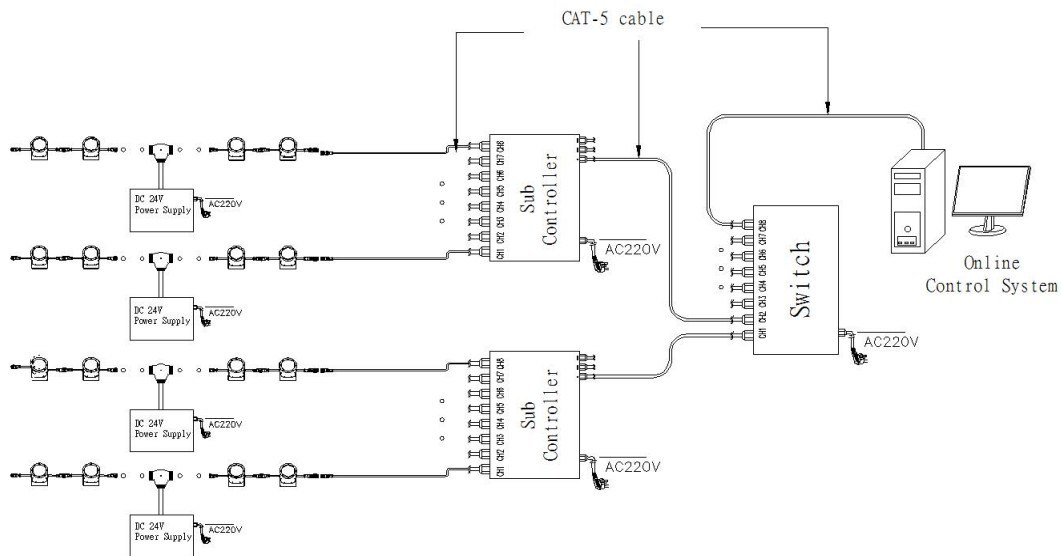 CAT-5 cable
CH8
CH7
CH6
CH5
CH4
CH3
CH2
CH1
Sub
Controller
AC220V
DC 24V
Power Supply
AC220V
DC 24V
Power Supply
AC220V
CH8
CH7
CH6
CH5
CH4
CH3
CH2
CH1
Switch
AC220V
Online
Control System
CH8
CH7
CH6
CH5
CH4
CH3
CH2
CH1
Sub
Controller
AC220V
DC 24V
Power Supply
AC220V
DC 24V
Power Supply
AC220V